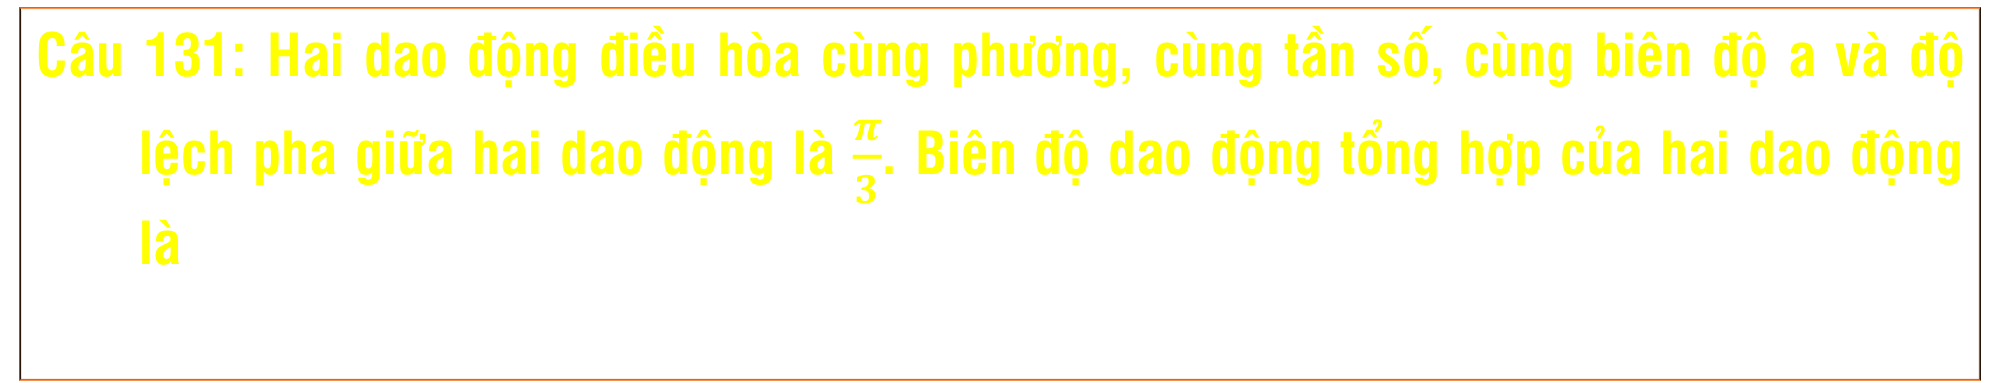 Câu 131: Hai dao động điều hòa cùng phương, cùng tần số, cùng biên độ a và độ
lệch pha giữa hai dao động là π/3. Biên độ dao động tổng hợp của hai dao động
là